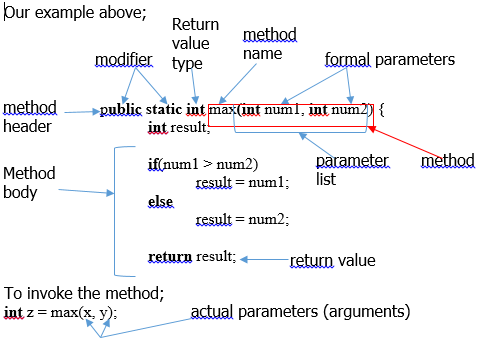 Our example above;
Return
value
type
method
name
modifier
formal parameters
method
header
public static int max(int num1, int num2) {
int result;
parameter
list
method
Method
body
if(num1 > num2)
result = num1;
else
result = num2;
return result;
return value
To invoke the method;
int z = max(x, y);
actual parameters (arguments)